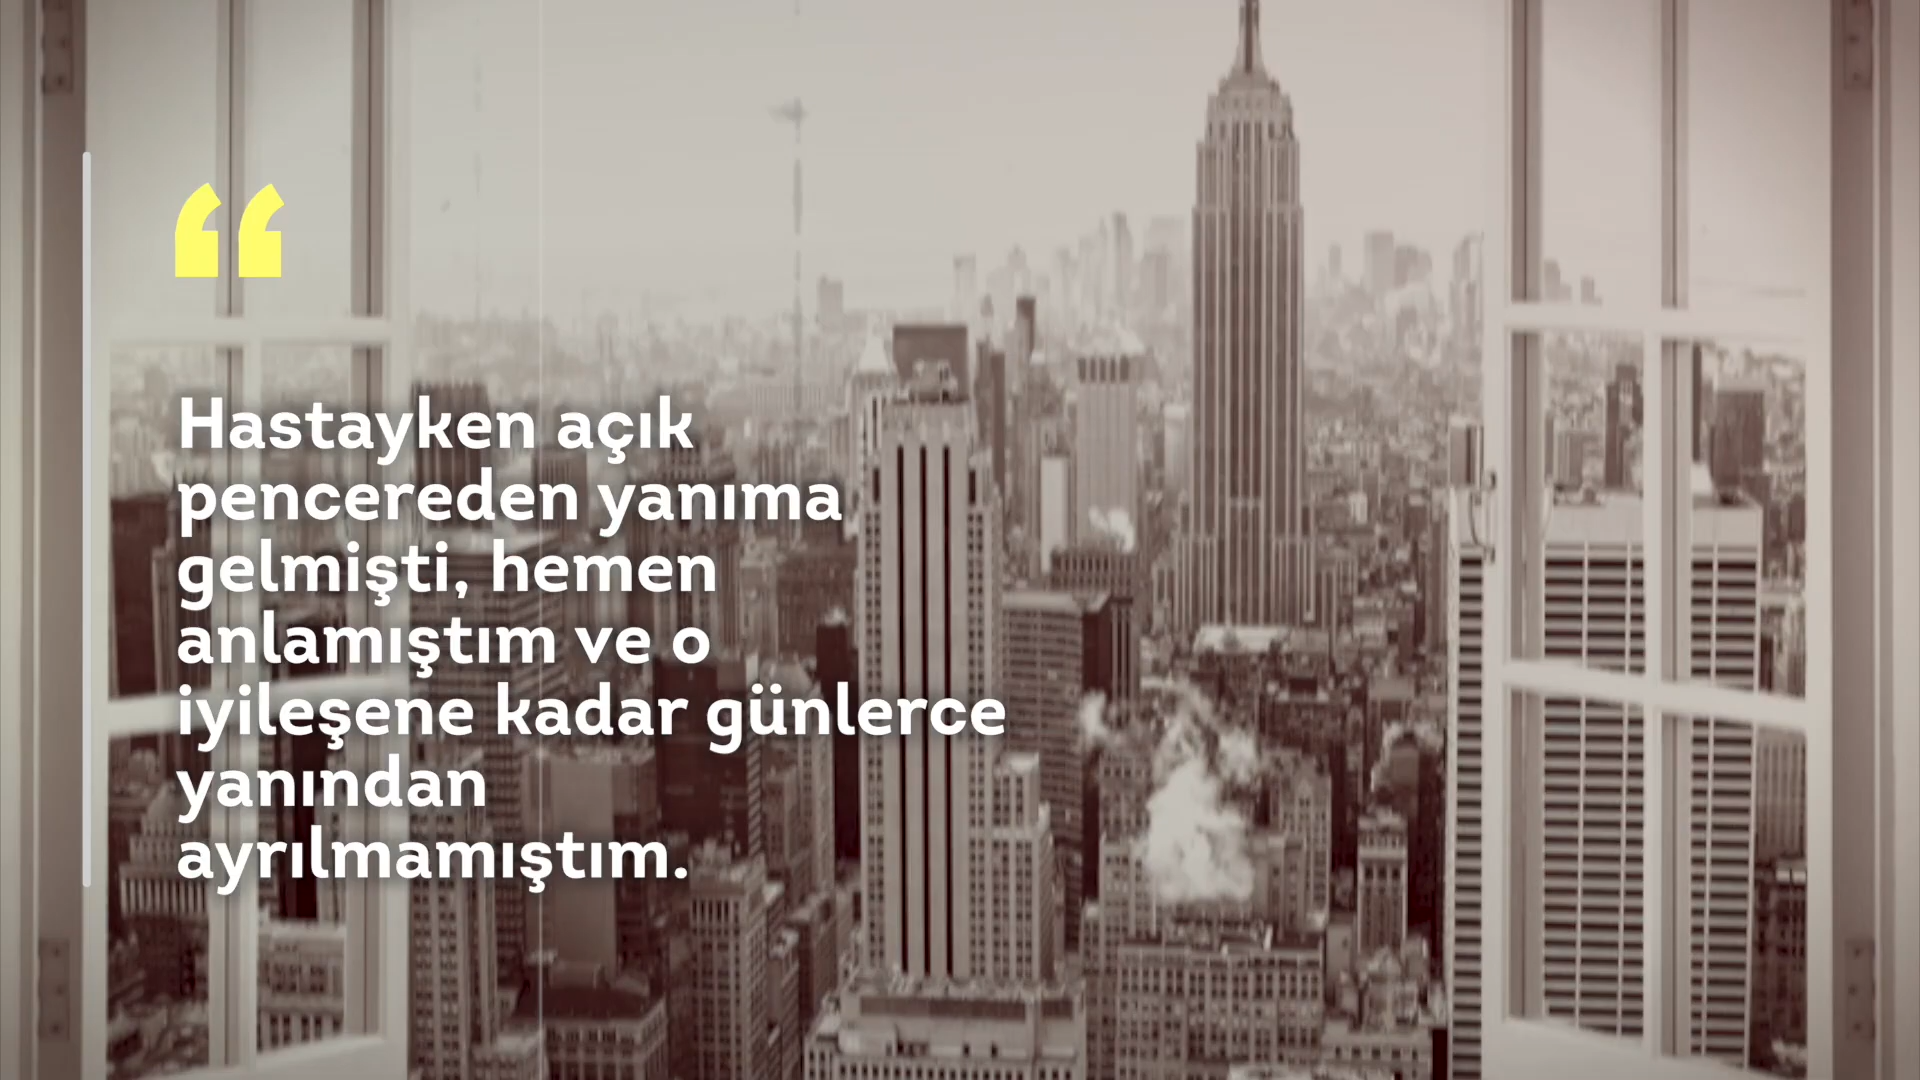 Hastayken açık
pencereden yanıma
gelmişti, hemen
anlamıştım ve o
iyileşene kadar günlerce
yanından
ayrılmamıştım.